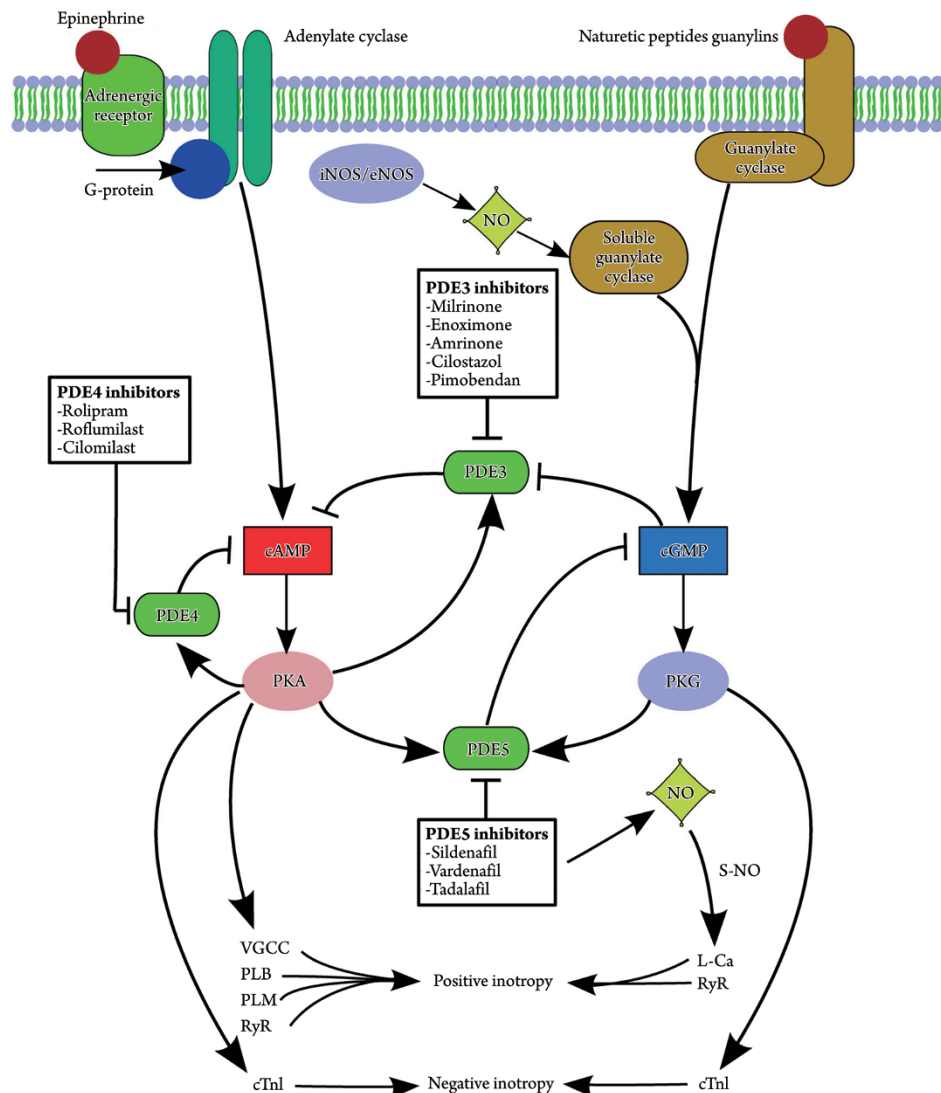 Epinephrine
Adenylate cyclase
Naturetic peptides guanylins
Adrenergic
receptor
G-protein
iNOS/eNOS
NO
Guanylate
cyclase
Soluble
guanylate
cyclase
PDE3 inhibitors
-Milrinone
-Enoximone
-Amrinone
-Cilostazol
-Pimobendan
PDE4 inhibitors
-Rolipram
-Roflumilast
-Cilomilast
PDE3
cAMP
cGMP
PDE4
PKA
PKG
PDE5
NO
PDE5 inhibitors
-Sildenafil
-Vardenafil
-Tadalafil
S-NO
VGCC
PLB
PLM
RyR
Positive inotropy
L-Ca
RyR
cTnl
Negative inotropy
cTnl